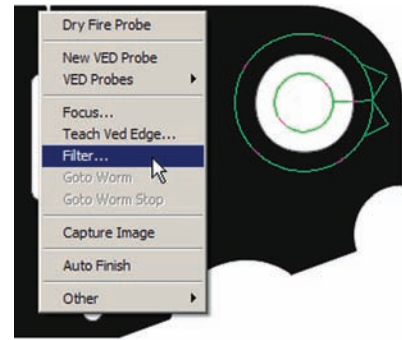 Dry Fire Probe
New VED Probe
VED Probes
Focus...
Teach Ved Edge...
Filter...
Goto Worm
Goto Worm Stop
Capture Image
Auto Finish
Other